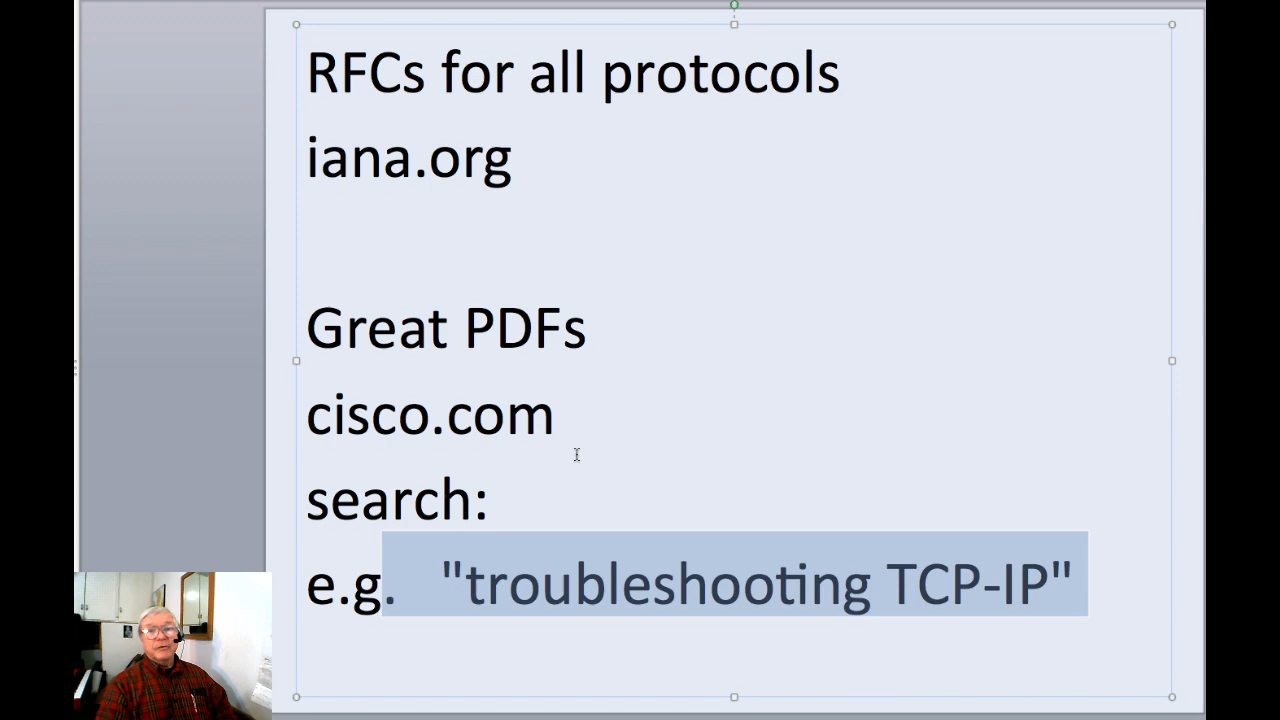 RFCs for all protocols
iana.org
Great PDFs
cisco.com
search:
e.g.   "troubleshooting TCP-IP"